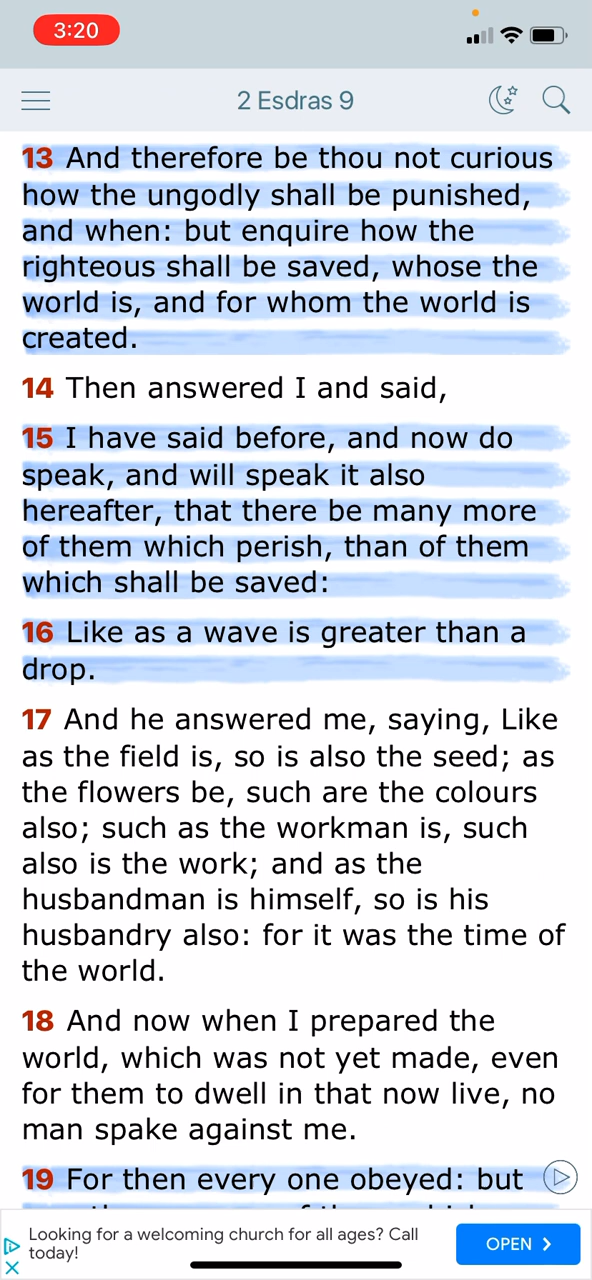 3:20
2 Esdras 9
13 And therefore be thou not curious
how the ungodly shall be punished,
and when: but enquire how the
righteous shall be saved, whose the
world is, and for whom the world is
created.
14 Then answered I and said,
15 I have said before, and now do
speak, and will speak it also
hereafter, that there be many more
of them which perish, than of them
which shall be saved:
16 Like as a wave is greater than a
drop.
17 And he answered me, saying, Like
as the field is, so is also the seed; as
the flowers be, such are the colours
also; such as the workman is, such
also is the work; and as the
husbandman is himself, so is his
husbandry also: for it was the time of
the world.
18 And now when I prepared the
world, which was not yet made, even
for them to dwell in that now live, no
man spake against me.
19 For then every one obeyed: but
Looking for a welcoming church for all ages? Call
today!
OPEN